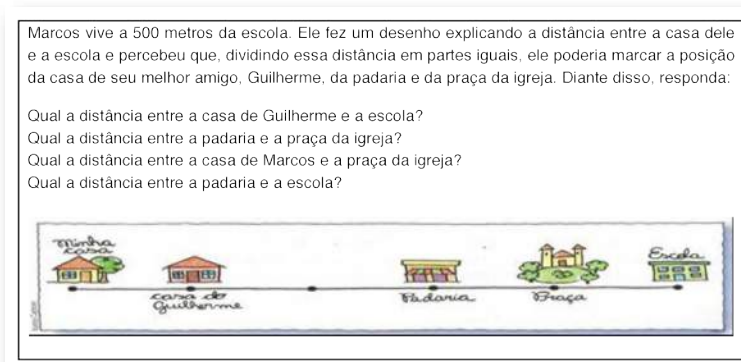 Marcos vive a 500 metros da escola. Ele fez um desenho explicando a distância entre a casa dele
e a escola e percebeu que, dividindo essa distância em partes iguais, ele poderia marcar a posição
da casa de seu melhor amigo, Guilherme, da padaria e da praça da igreja. Diante disso, responda:
Qual a distância entre a casa de Guilherme e a escola?
Qual a distância entre a padaria e a praça da igreja?
Qual a distância entre a casa de Marcos e a praça da igreja?
Qual a distância entre a padaria e a escola?
Minha
casa
Escola
casa do
Guilherme
Padaria
Praça